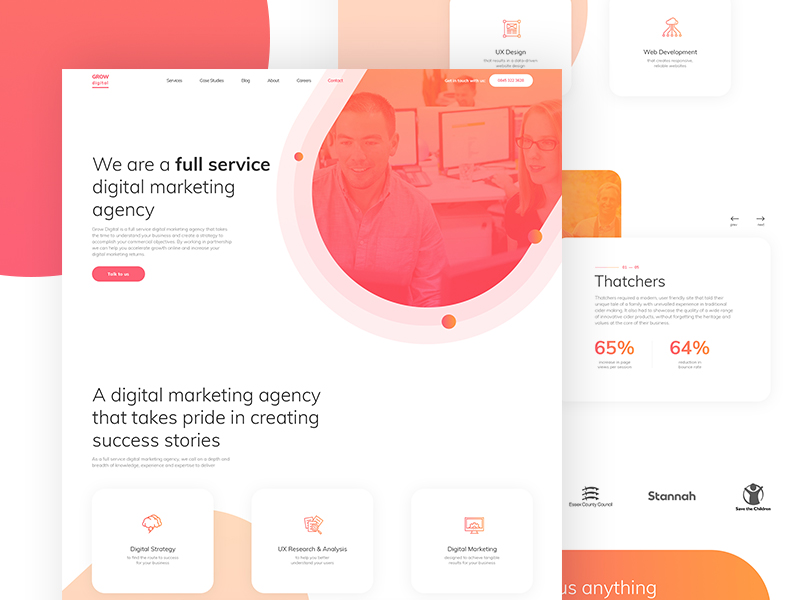 UX Design
Find results in a data driven
website design
Web Development
that creates responsive
reliable websites
GROW
digital
Services
Case Studies
Blog
About
Careers
Contact
Get in touch with us
0845 011 3839
We are a full service
digital marketing
agency
Grow Digital is a full service digital marketing agency that takes
the time to understand your business and create a strategy to
accomplish your commercial objectives. By working in partnership
we can help you accelerate growth online and increase your
digital marketing returns.
Talk to us
prev
next
01 — 05
Thatchers
Thatchers required a modern, user friendly site that told their
unique tale of a family with unrivalled experience in traditional
cider making. It also had to showcase the quality of a wide range
of innovative cider products, without forgetting the heritage and
values at the core of their business.
65%
increase in page
views per session
64%
reduction in
bounce rate
A digital marketing agency
that takes pride in creating
success stories
As a full service digital marketing agency, we call on a depth and
breadth of knowledge, experience and expertise to deliver
Essex County Council
Stannah
Save the Children
Digital Strategy
to find the route to success
for your business
UX Research & Analysis
to help you better
understand your users
Digital Marketing
designed to achieve tangible
results for your business
us anything